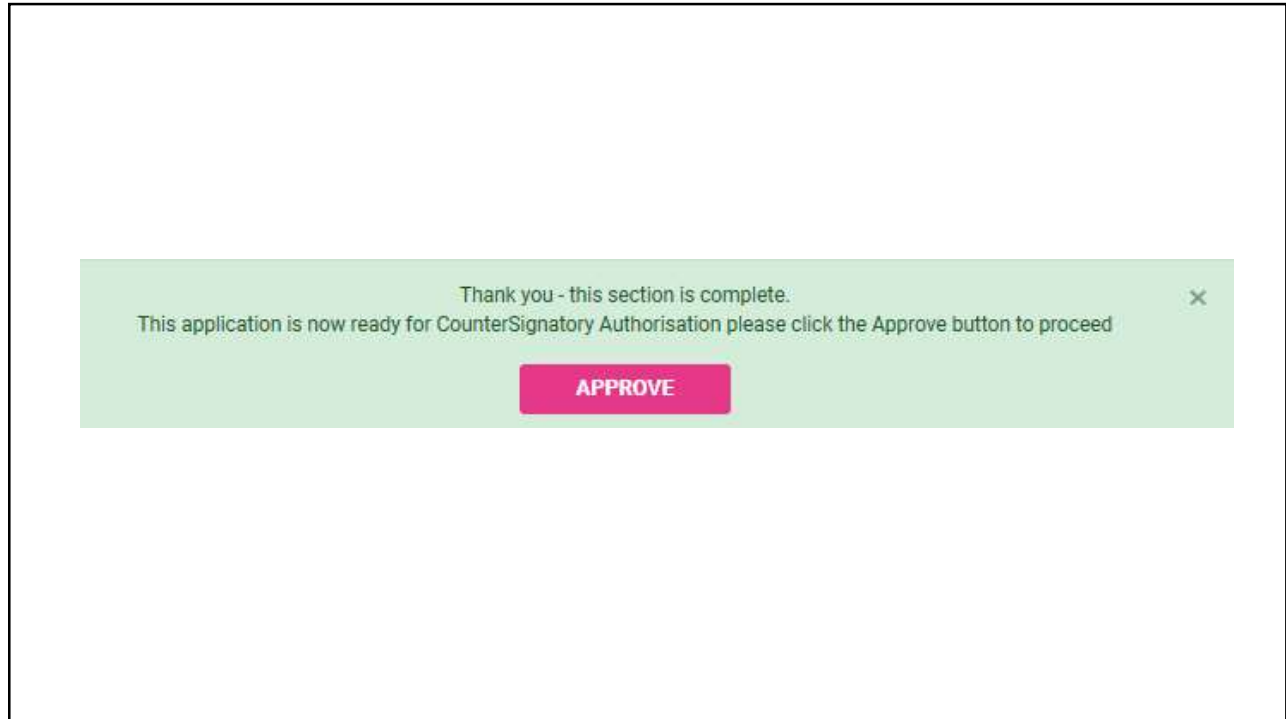 Thank you - this section is complete.
This application is now ready for CounterSignatory Authorisation please click the Approve button to proceed
APPROVE